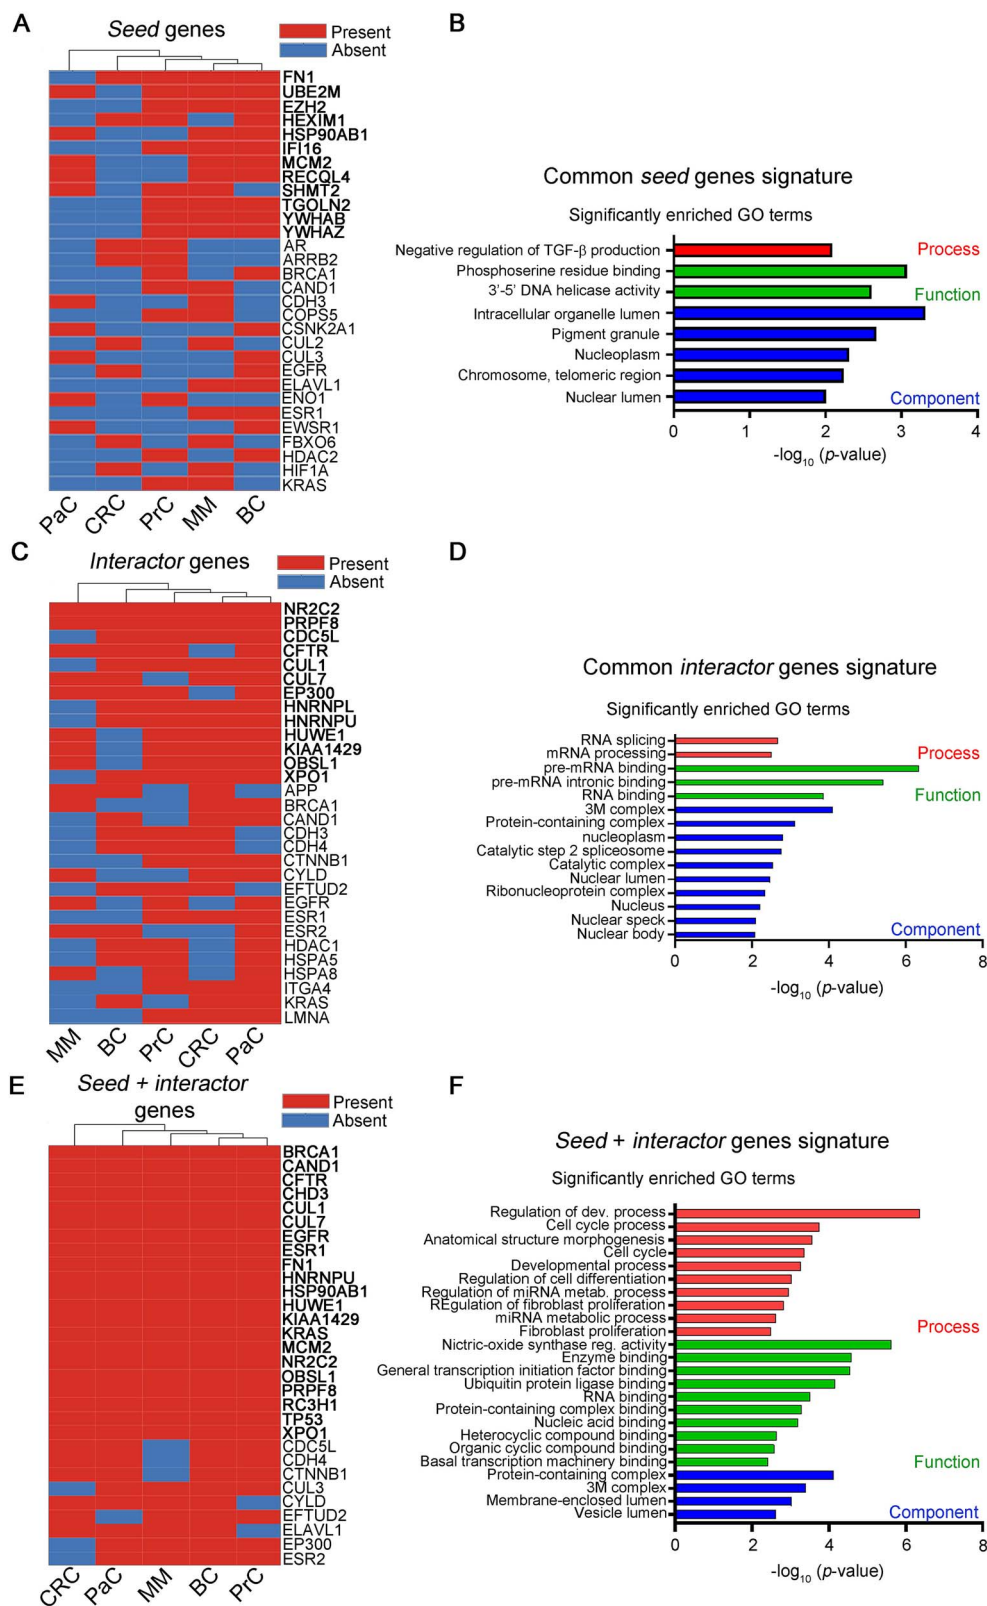 A
Seed genes
Present
Absent
FN1
UBE2M
EZH2
HEXIM1
HSP90AB1
IFI16
MCM2
RECQL4
SHMT2
TGOLN2
YWHAB
YWHAZ
AR
ARRB2
BRCA1
CAND1
CDH3
COPS5
CSNK2A1
CUL2
CUL3
EGFR
ELAVL1
ENO1
ESR1
EWSR1
FBXO6
HDAC2
HIF1A
KRAS
PaC CRC PrC MM BC
B
Common seed genes signature
Significantly enriched GO terms
Negative regulation of TGF-β production
Process
Phosphoserine residue binding
3'-5' DNA helicase activity
Function
Intracellular organelle lumen
Pigment granule
Nucleoplasm
Chromosome, telomeric region
Nuclear lumen
Component
0 1 2 3 4
-log10 (p-value)
C
Interactor genes
Present
Absent
NR2C2
PRPF8
CDC5L
CFTR
CUL1
CUL7
EP300
HNRNPL
HNRNPU
HUWE1
KIAA1429
OBSL1
XPO1
APP
BRCA1
CAND1
CDH3
CDH4
CTNNB1
CYLD
EFTUD2
EGFR
ESR1
ESR2
HDAC1
HSPA5
HSPA8
ITGA4
KRAS
LMNA
MM BC PrC CRC PaC
D
Common interactor genes signature
Significantly enriched GO terms
RNA splicing
mRNA processing
Process
pre-mRNA binding
pre-mRNA intronic binding
RNA binding
Function
3M complex
Protein-containing complex
nucleoplasm
Catalytic step 2 spliceosome
Catalytic complex
Nuclear lumen
Ribonucleoprotein complex
Nucleus
Nuclear speck
Nuclear body
Component
0 2 4 6 8
-log10 (p-value)
E
Seed + interactor
genes
Present
Absent
BRCA1
CAND1
CFTR
CHD3
CUL1
CUL7
EGFR
ESR1
FN1
HNRNPU
HSP90AB1
HUWE1
KIAA1429
KRAS
MCM2
NR2C2
OBSL1
PRPF8
RC3H1
TP53
XPO1
CDC5L
CDH4
CTNNB1
CUL3
CYLD
EFTUD2
ELAVL1
EP300
ESR2
CRC PaC MM BC PrC
F
Seed + interactor genes signature
Significantly enriched GO terms
Regulation of dev. process
Cell cycle process
Anatomical structure morphogenesis
Cell cycle
Developmental process
Regulation of cell differentiation
Regulation of miRNA metab. process
REgulation of fibroblast proliferation
miRNA metabolic process
Fibroblast proliferation
Process
Nictric-oxide synthase reg. activity
Enzyme binding
General transcription initiation factor binding
Ubiquitin protein ligase binding
RNA binding
Protein-containing complex binding
Nucleic acid binding
Heterocyclic compound binding
Organic cyclic compound binding
Basal transcription machinery binding
Function
Protein-containing complex
3M complex
Membrane-enclosed lumen
Vesicle lumen
Component
0 2 4 6 8
-log10 (p-value)